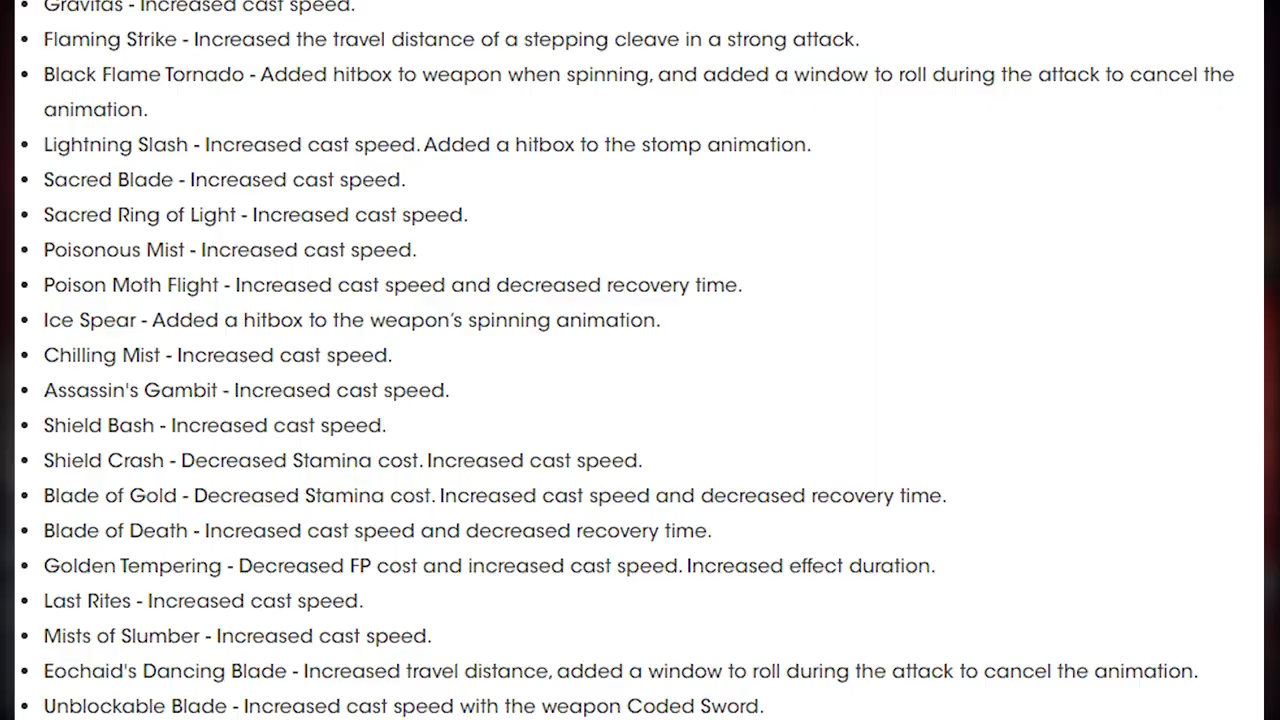 Gravitas - Increased cast speed.
Flaming Strike - Increased the travel distance of a stepping cleave in a strong attack.
Black Flame Tornado - Added hitbox to weapon when spinning, and added a window to roll during the attack to cancel the
animation.
Lightning Slash - Increased cast speed. Added a hitbox to the stomp animation.
Sacred Blade - Increased cast speed.
Sacred Ring of Light - Increased cast speed.
Poisonous Mist - Increased cast speed.
Poison Moth Flight - Increased cast speed and decreased recovery time.
Ice Spear - Added a hitbox to the weapon’s spinning animation.
Chilling Mist - Increased cast speed.
Assassin's Gambit - Increased cast speed.
Shield Bash - Increased cast speed.
Shield Crash - Decreased Stamina cost. Increased cast speed.
Blade of Gold - Decreased Stamina cost. Increased cast speed and decreased recovery time.
Blade of Death - Increased cast speed and decreased recovery time.
Golden Tempering - Decreased FP cost and increased cast speed. Increased effect duration.
Last Rites - Increased cast speed.
Mists of Slumber - Increased cast speed.
Eochaid's Dancing Blade - Increased travel distance, added a window to roll during the attack to cancel the animation.
Unblockable Blade - Increased cast speed with the weapon Coded Sword.